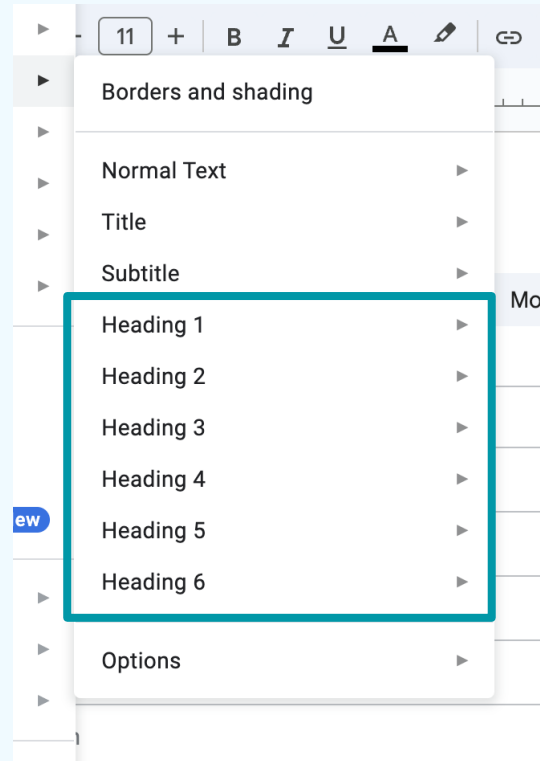 11 B I U A
Borders and shading
Normal Text
Title
Subtitle
Mo
Heading 1
Heading 2
Heading 3
Heading 4
Heading 5
ew
Heading 6
Options